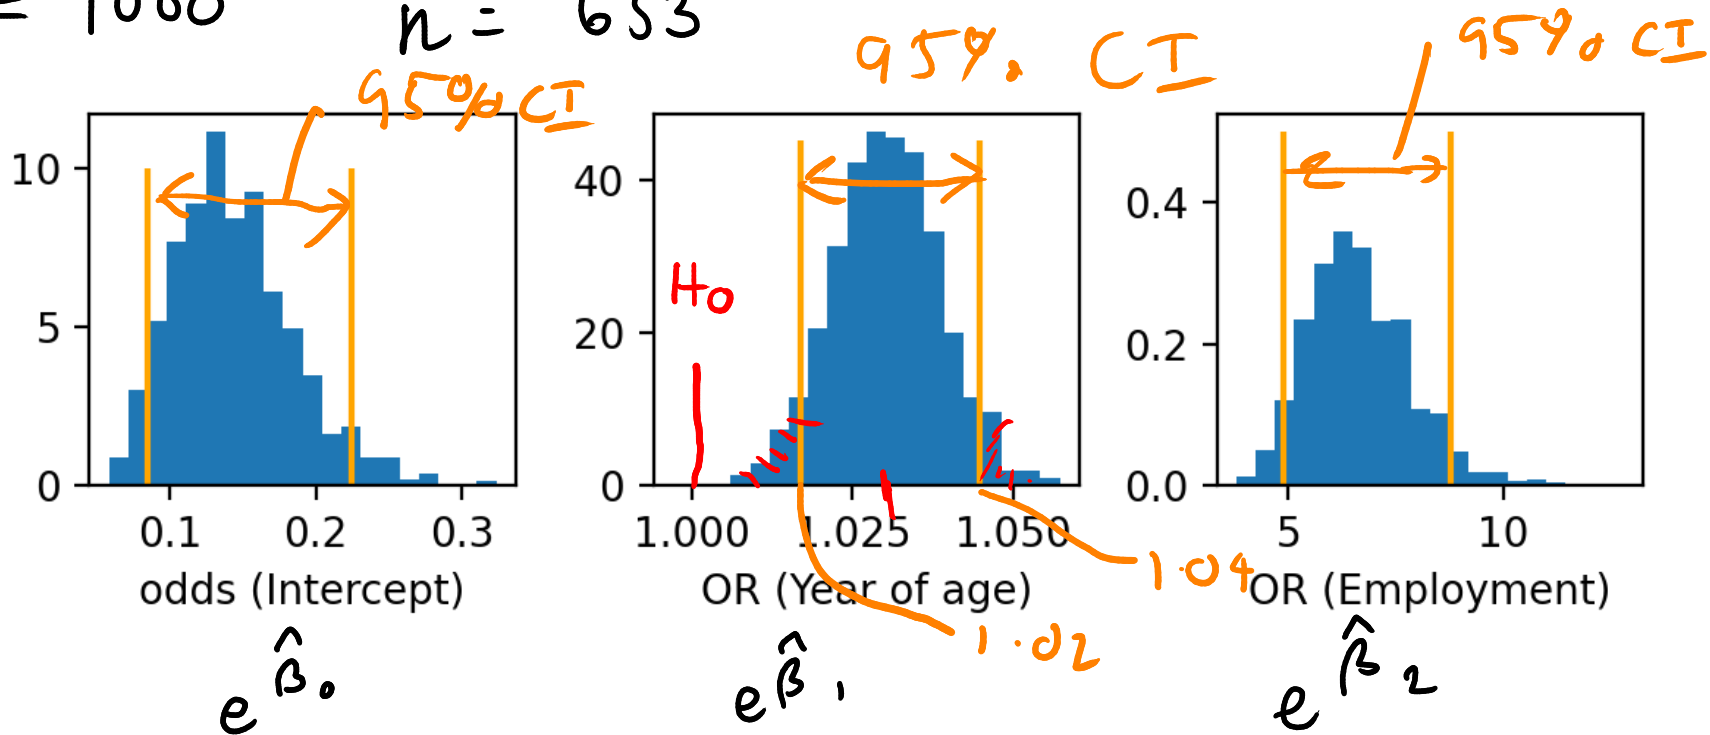 = 1000
n = 653
95% CI
95% CI
95% CI
10
5
0
0.1 0.2 0.3
odds (Intercept)
e^β̂₀
H₀
40
20
0
1.000 1.025 1.050
OR (Year of age)
1.02
1.04
e^β̂₁
0.4
0.2
0.0
5 10
OR (Employment)
e^β̂₂